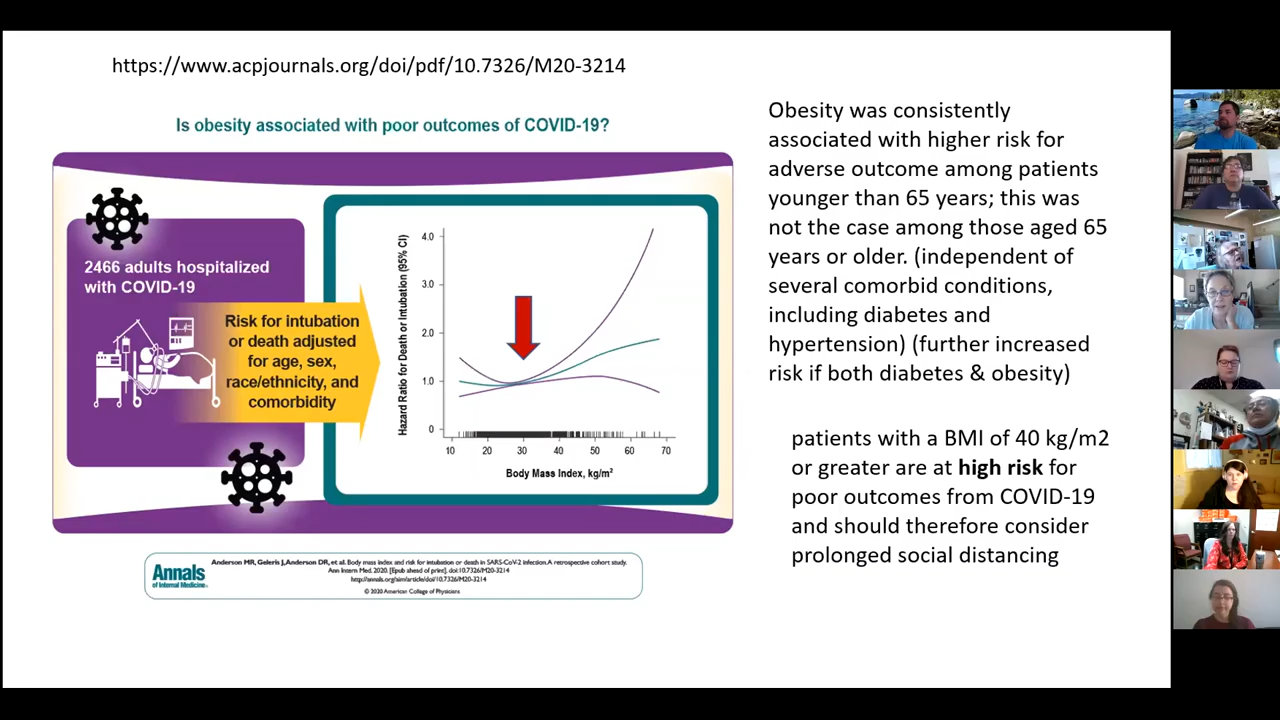 https://www.acpjournals.org/doi/pdf/10.7326/M20-3214
Is obesity associated with poor outcomes of COVID-19?
2466 adults hospitalized
with COVID-19
Risk for intubation
or death adjusted
for age, sex,
race/ethnicity, and
comorbidity
Hazard Ratio for Death or Intubation (95% CI)
4.0
3.0
2.0
1.0
0
10 20 30 40 50 60 70
Body Mass Index, kg/m²
Annals
of Internal Medicine
Anderson MR, Geleris J, Anderson DR, et al. Body mass index and risk for intubation or death in SARS-CoV-2 infection. A retrospective cohort study.
Ann Intern Med. 2020. [Epub ahead of print]. doi:10.7326/M20-3214
http://annals.org/aim/article/doi/10.7326/M20-3214
© 2020 American College of Physicians
Obesity was consistently
associated with higher risk for
adverse outcome among patients
younger than 65 years; this was
not the case among those aged 65
years or older. (independent of
several comorbid conditions,
including diabetes and
hypertension) (further increased
risk if both diabetes & obesity)
patients with a BMI of 40 kg/m2
or greater are at high risk for
poor outcomes from COVID-19
and should therefore consider
prolonged social distancing